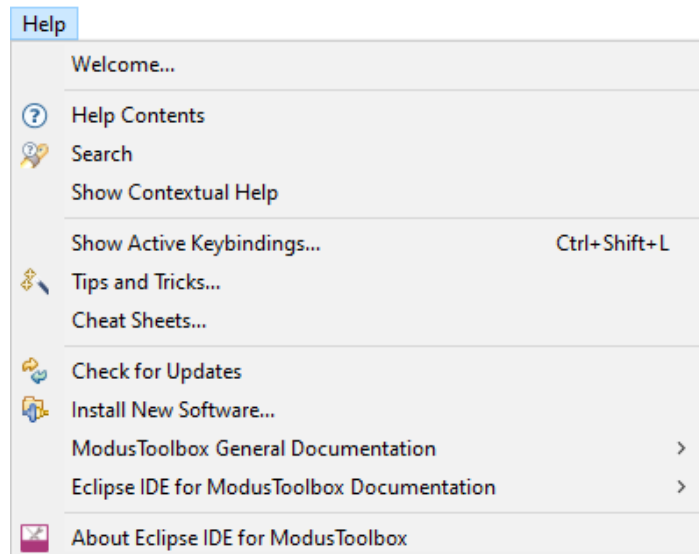 Help
Welcome...
Help Contents
Search
Show Contextual Help
Show Active Keybindings... Ctrl+Shift+L
Tips and Tricks...
Cheat Sheets...
Check for Updates
Install New Software...
ModusToolbox General Documentation
Eclipse IDE for ModusToolbox Documentation
About Eclipse IDE for ModusToolbox